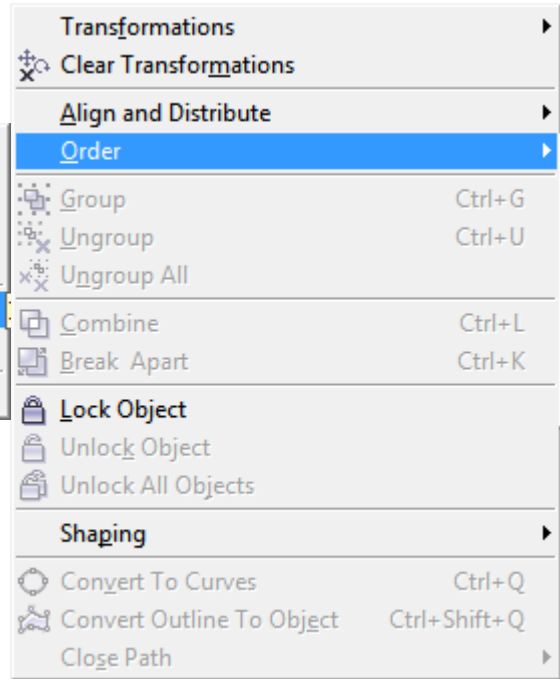 Transformations
Clear Transformations
Align and Distribute
Order
Group Ctrl+G
Ungroup Ctrl+U
Ungroup All
Combine Ctrl+L
Break Apart Ctrl+K
Lock Object
Unlock Object
Unlock All Objects
Shaping
Convert To Curves Ctrl+Q
Convert Outline To Object Ctrl+Shift+Q
Close Path